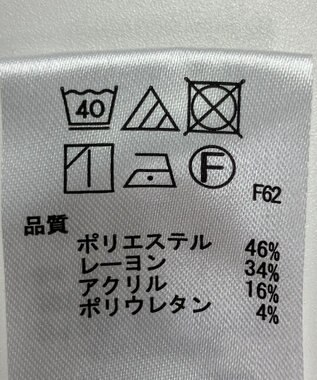 40
F
F62
品質
ポリエステル 46%
レーヨン 34%
アクリル 16%
ポリウレタン 4%